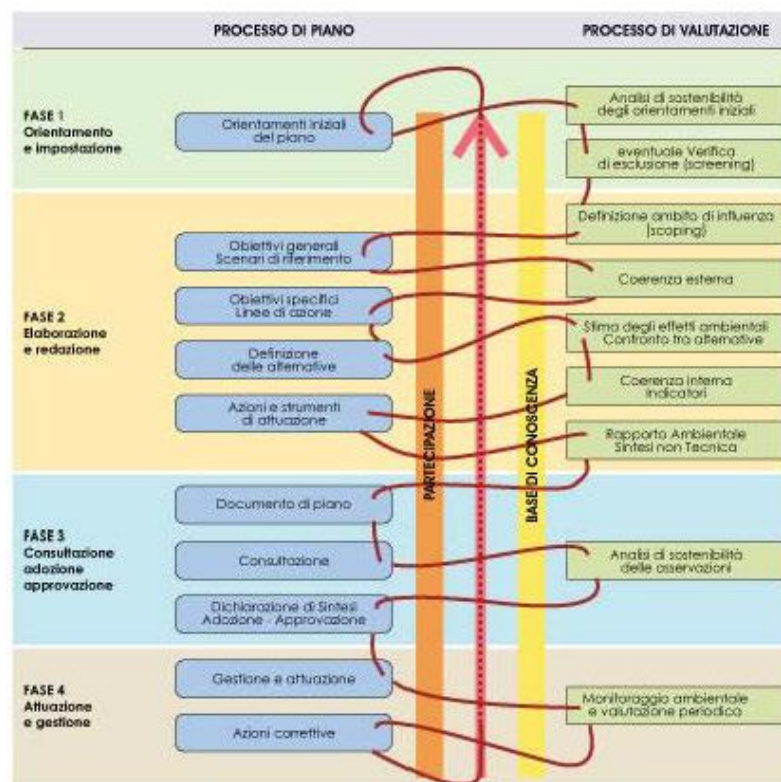 PROCESSO DI PIANO
PROCESSO DI VALUTAZIONE
FASE 1
Orientamento
e impostazione
Orientamenti iniziali
del piano
Analisi di sostenibilità
degli orientamenti iniziali
eventuale Verifica
di esclusione (screening)
FASE 2
Elaborazione
e redazione
Obiettivi generali
Scenari di riferimento
Obiettivi specifici
Linee di azione
Definizione
delle alternative
Azioni e strumenti
di attuazione
Definizione ambito di influenza
(scoping)
Coerenza esterna
Stima degli effetti ambientali
Confronto tra alternative
Coerenza interna
Indicatori
Rapporto Ambientale
Sintesi non Tecnica
PARTECIPAZIONE
BASE DI CONOSCENZA
FASE 3
Consultazione
adozione
approvazione
Documento di piano
Consultazione
Dichiarazione di Sintesi
Adozione - Approvazione
Analisi di sostenibilità
delle osservazioni
FASE 4
Attuazione
e gestione
Gestione e attuazione
Azioni correttive
Monitoraggio ambientale
e valutazione periodica